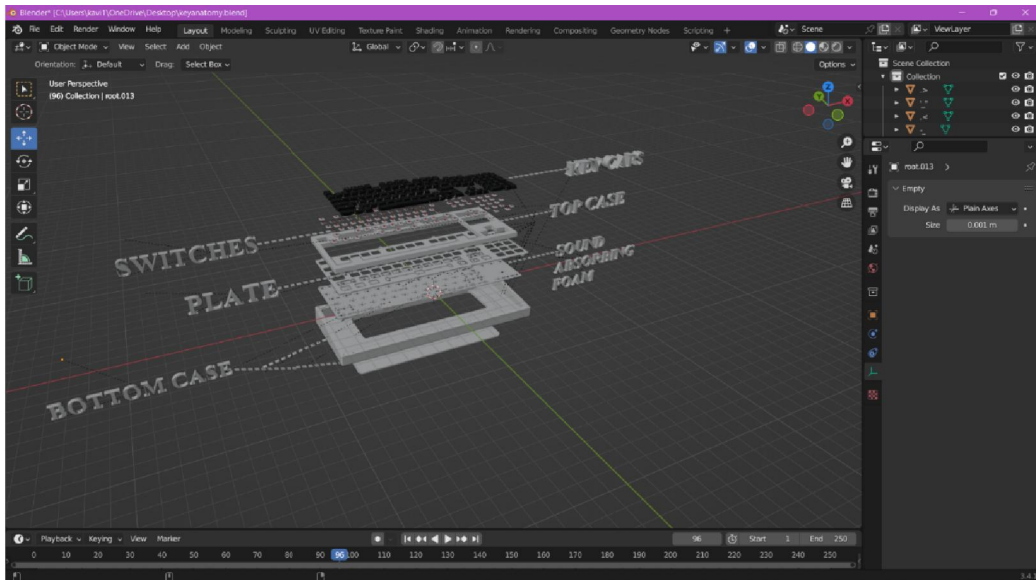 Blender* [C:\Users\kaviT\OneDrive\Desktop\keyanatomy.blend]
File Edit Render Window Help Layout Modeling Sculpting UV Editing Texture Paint Shading Animation Rendering Compositing Geometry Nodes Scripting + Scene ViewLayer
Object Mode View Select Add Object Global
Orientation: Default Drag: Select Box Options
User Perspective
(96) Collection | root.013
Scene Collection
Collection
root.013
Empty
Display As Plain Axes
Size 0.001 m
Z
Y
X
KEYCAPS
TOP CASE
SWITCHES
SOUND
ABSORBING
FOAM
PLATE
BOTTOM CASE
Playback Keying View Marker 96 Start 1 End 250
0 10 20 30 40 50 60 70 80 90 96 100 110 120 130 140 150 160 170 180 190 200 210 220 230 240 250